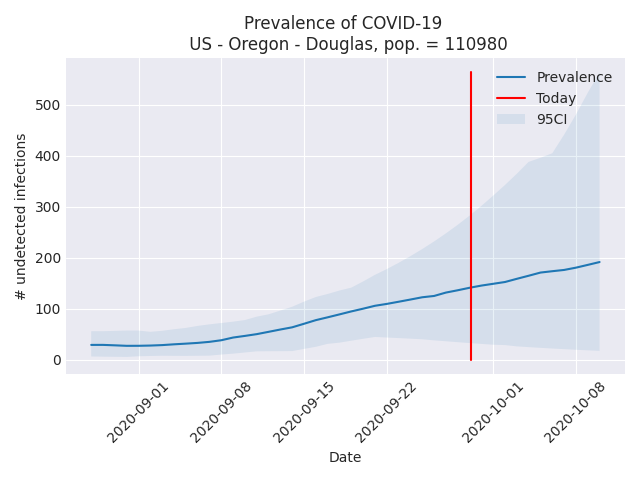 Prevalence of COVID-19
US - Oregon - Douglas, pop. = 110980
Prevalence
Today
95CI
# undetected infections
500
400
300
200
100
0
2020-09-01
2020-09-08
2020-09-15
2020-09-22
2020-10-01
2020-10-08
Date